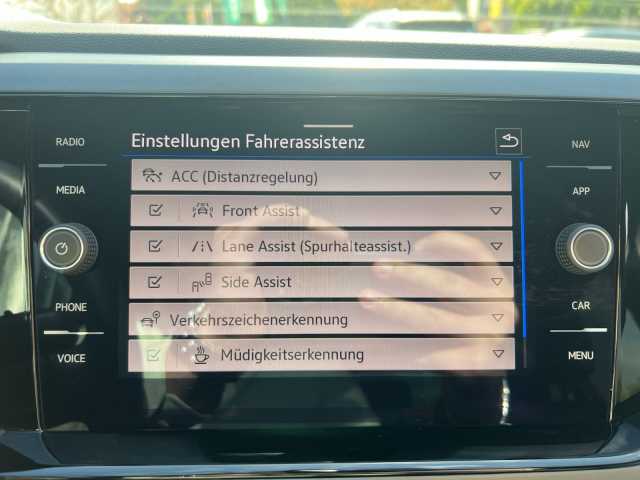 RADIO
MEDIA
PHONE
VOICE
Einstellungen Fahrerassistenz
ACC (Distanzregelung)
Front Assist
Lane Assist (Spurhalteassist.)
Side Assist
Verkehrszeichenerkennung
Müdigkeitserkennung
NAV
APP
CAR
MENU